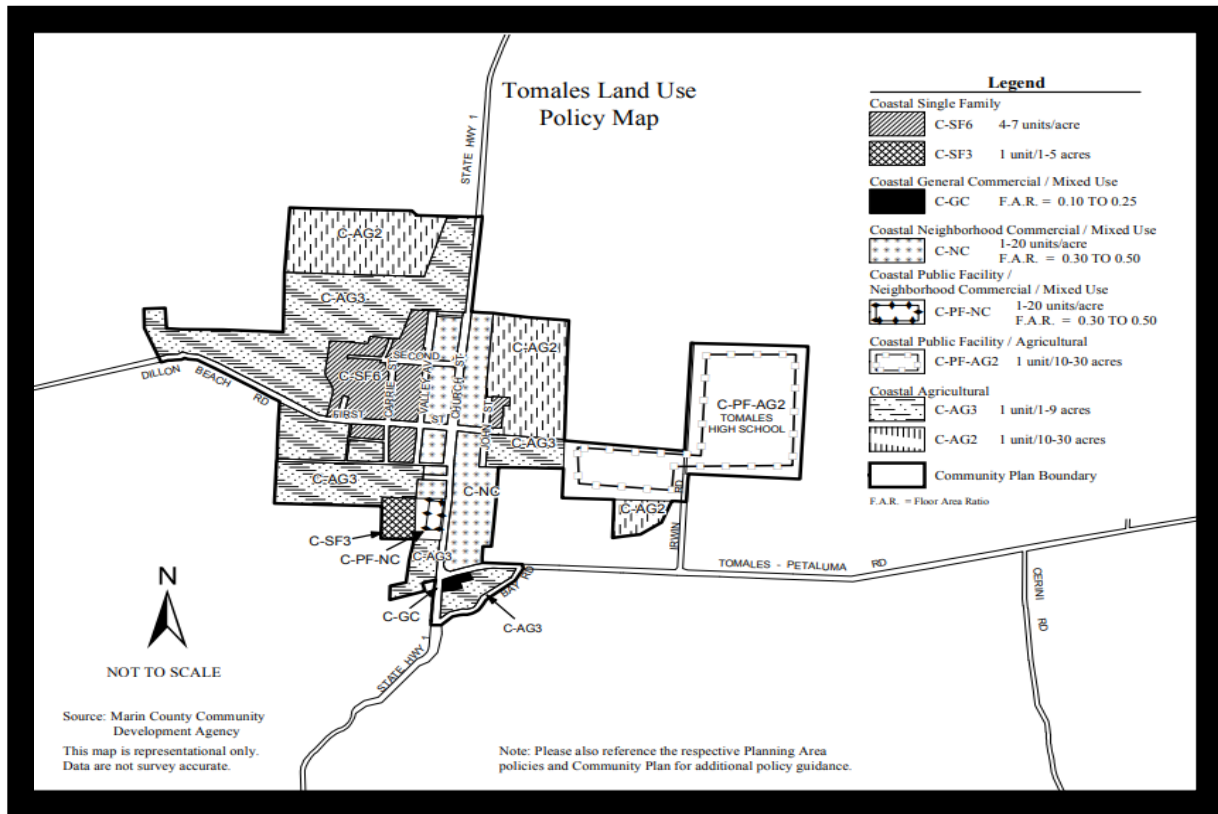 Tomales Land Use
Policy Map
Legend
Coastal Single Family
C-SF6 4-7 units/acre
C-SF3 1 unit/1-5 acres
Coastal General Commercial / Mixed Use
C-GC F.A.R. = 0.10 TO 0.25
Coastal Neighborhood Commercial / Mixed Use
C-NC 1-20 units/acre
F.A.R. = 0.30 TO 0.50
Coastal Public Facility /
Neighborhood Commercial / Mixed Use
C-PF-NC 1-20 units/acre
F.A.R. = 0.30 TO 0.50
Coastal Public Facility / Agricultural
C-PF-AG2 1 unit/10-30 acres
Coastal Agricultural
C-AG3 1 unit/1-9 acres
C-AG2 1 unit/10-30 acres
Community Plan Boundary
F.A.R. = Floor Area Ratio
STATE HWY 1
C-AG2
C-AG3
SECOND
C-AG2
C-SF6
CARRIE ST
VALLEY AV
CHURCH ST
JOHN ST
DILLON BEACH RD
FIRST ST
C-PF-AG2
TOMALES
HIGH SCHOOL
C-AG3
C-AG3
C-NC
C-AG2
IRWIN RD
C-SF3
C-PF-NC
C-AG3
TOMALES - PETALUMA RD
BAY RD
CERINI RD
C-GC
C-AG3
STATE HWY 1
N
NOT TO SCALE
Source: Marin County Community
Development Agency
This map is representational only.
Data are not survey accurate.
Note: Please also reference the respective Planning Area
policies and Community Plan for additional policy guidance.